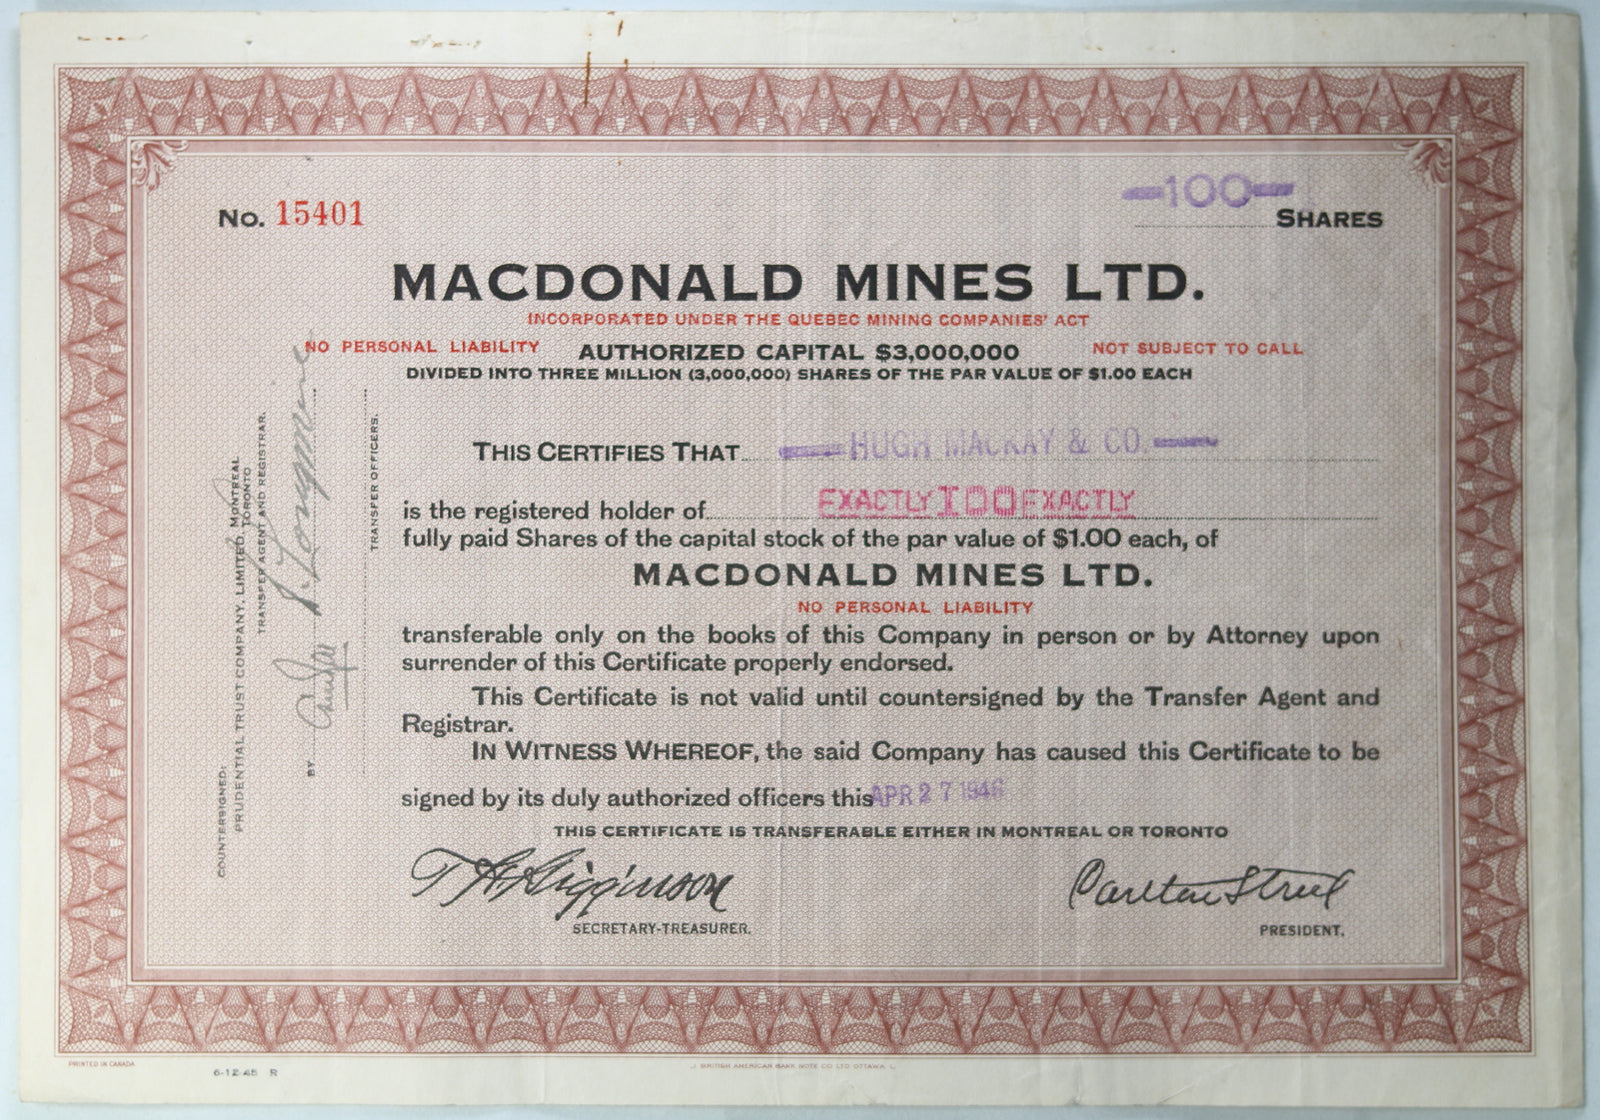 No. 15401
—100— SHARES
MACDONALD MINES LTD.
INCORPORATED UNDER THE QUEBEC MINING COMPANIES' ACT
NO PERSONAL LIABILITY AUTHORIZED CAPITAL $3,000,000 NOT SUBJECT TO CALL
DIVIDED INTO THREE MILLION (3,000,000) SHARES OF THE PAR VALUE OF $1.00 EACH
THIS CERTIFIES THAT — HUGH MACKAY & CO. —
is the registered holder of EXACTLY 100 EXACTLY
fully paid Shares of the capital stock of the par value of $1.00 each, of
MACDONALD MINES LTD.
NO PERSONAL LIABILITY
transferable only on the books of this Company in person or by Attorney upon
surrender of this Certificate properly endorsed.
This Certificate is not valid until countersigned by the Transfer Agent and
Registrar.
IN WITNESS WHEREOF, the said Company has caused this Certificate to be
signed by its duly authorized officers this APR 27 1946
THIS CERTIFICATE IS TRANSFERABLE EITHER IN MONTREAL OR TORONTO
T H Higginson
SECRETARY-TREASURER.
Carlton Street
PRESIDENT.
COUNTERSIGNED:
PRUDENTIAL TRUST COMPANY, LIMITED, MONTREAL
TORONTO
TRANSFER AGENT AND REGISTRAR.
BY
TRANSFER OFFICERS.
PRINTED IN CANADA
6-12-45 R
BRITISH AMERICAN BANK NOTE CO LTD OTTAWA